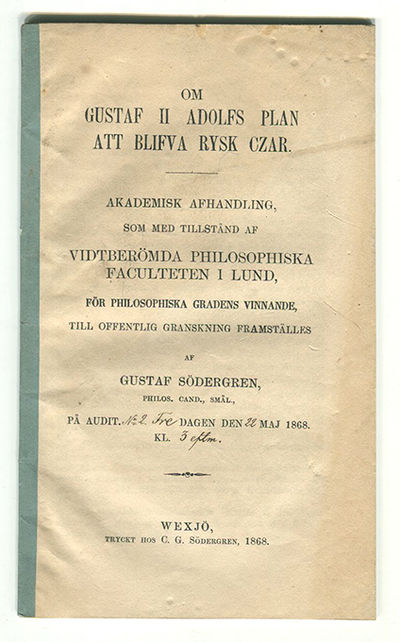 OM
GUSTAF II ADOLFS PLAN
ATT BLIFVA RYSK CZAR.
AKADEMISK AFHANDLING,
SOM MED TILLSTÅND AF
VIDTBERÖMDA PHILOSOPHISKA
FACULTETEN I LUND,
FÖR PHILOSOPHISKA GRADENS VINNANDE,
TILL OFFENTLIG GRANSKNING FRAMSTÄLLES
AF
GUSTAF SÖDERGREN,
PHILOS. CAND., SMÅL.,
PÅ AUDIT. No 2. Fre DAGEN DEN 22 MAJ 1868.
KL. 3 eftm.
WEXJÖ,
TRYCKT HOS C. G. SÖDERGREN, 1868.